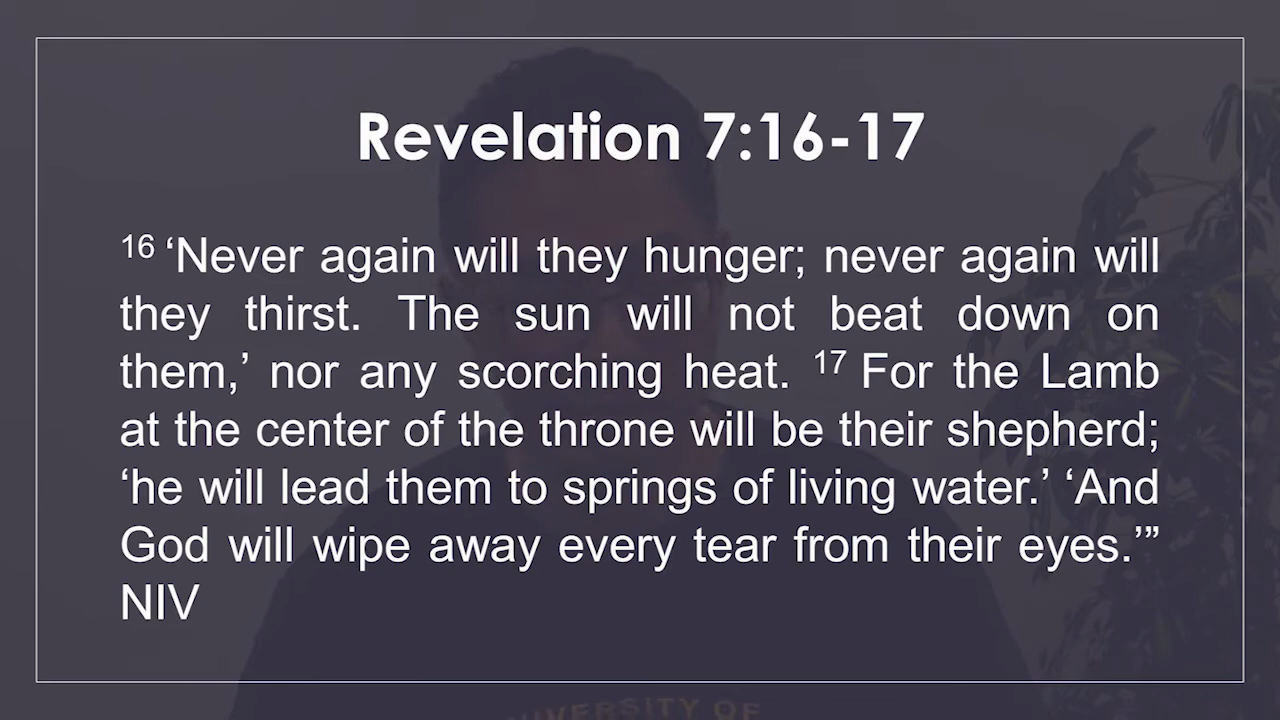 Revelation 7:16-17
16 ‘Never again will they hunger; never again will
they thirst. The sun will not beat down on
them,’ nor any scorching heat. 17 For the Lamb
at the center of the throne will be their shepherd;
‘he will lead them to springs of living water.’ ‘And
God will wipe away every tear from their eyes.’”
NIV
UNIVERSITY OF